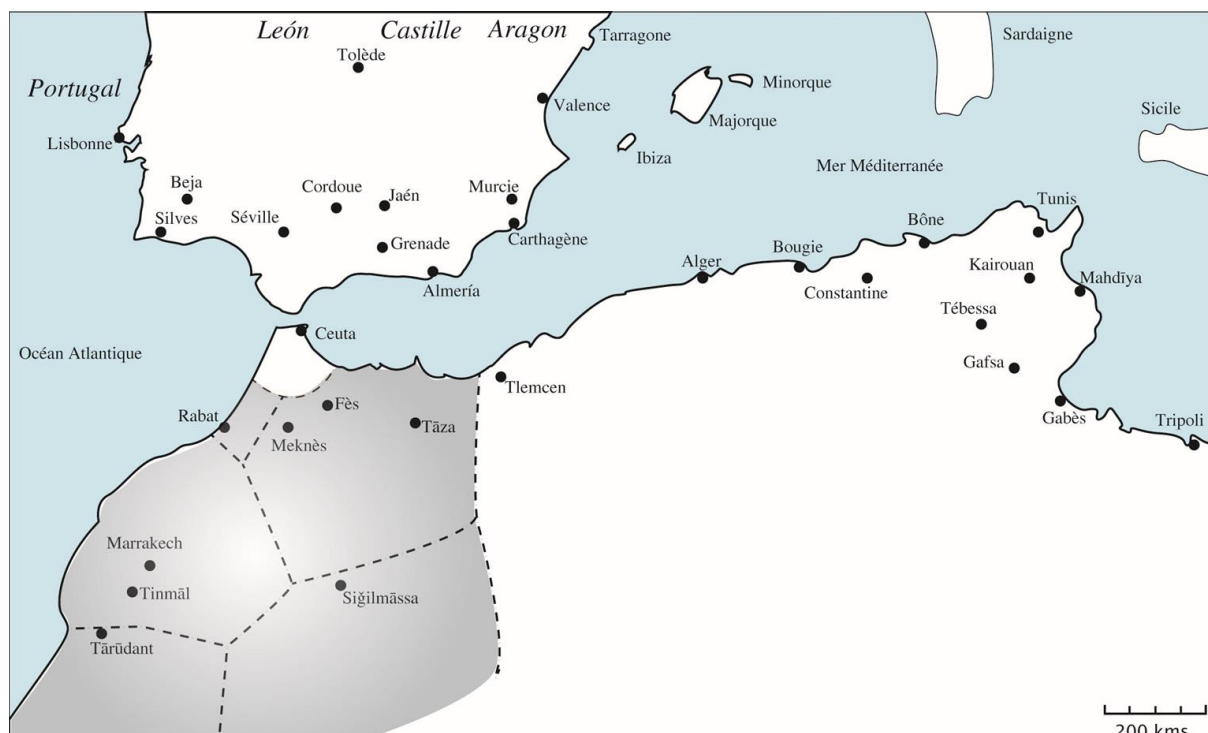 León Castille Aragon
Tarragone
Sardaigne
Tolède
Portugal
Minorque
Valence
Majorque
Sicile
Lisbonne
Ibiza
Mer Méditerranée
Beja
Cordoue
Jaén
Murcie
Silves
Séville
Tunis
Bône
Carthagène
Grenade
Bougie
Alger
Kairouan
Mahdīya
Almería
Constantine
Tébessa
Ceuta
Océan Atlantique
Gafsa
Tlemcen
Fès
Rabat
Tāza
Gabès
Tripoli
Meknès
Marrakech
Tinmāl
Siğilmāssa
Tārūdant
200 kms